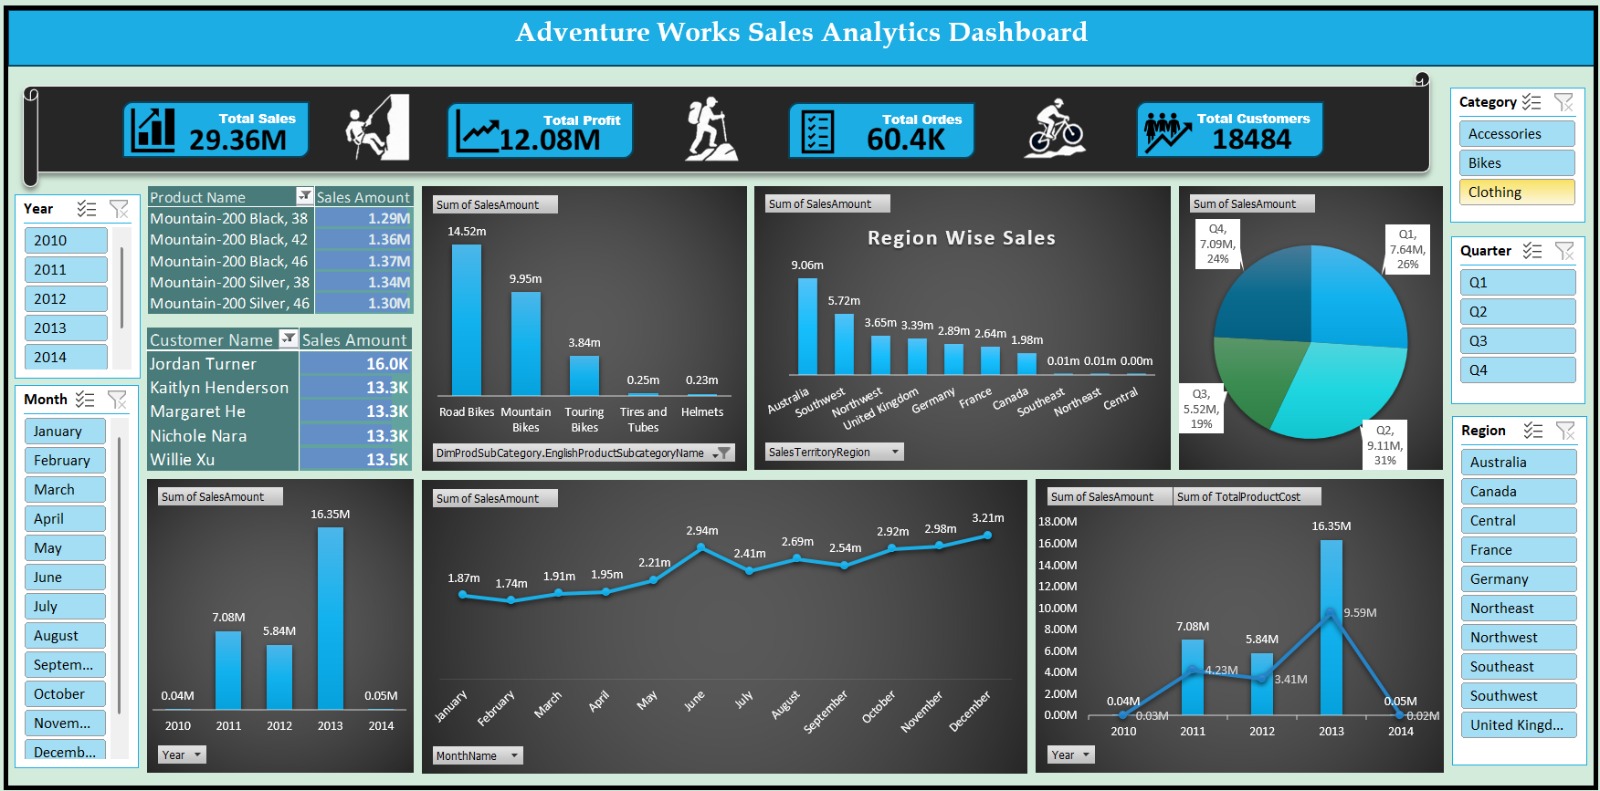 Adventure Works Sales Analytics Dashboard
Total Sales
29.36M
Total Profit
12.08M
Total Ordes
60.4K
Total Customers
18484
Category
Accessories
Bikes
Clothing
Year
2010
2011
2012
2013
2014
Product Name Sales Amount
Mountain-200 Black, 38 1.29M
Mountain-200 Black, 42 1.36M
Mountain-200 Black, 46 1.37M
Mountain-200 Silver, 38 1.34M
Mountain-200 Silver, 46 1.30M
Customer Name Sales Amount
Jordan Turner 16.0K
Kaitlyn Henderson 13.3K
Margaret He 13.3K
Nichole Nara 13.3K
Willie Xu 13.5K
Sum of SalesAmount
14.52m
9.95m
3.84m
0.25m 0.23m
Road Bikes Mountain Bikes Touring Bikes Tires and Tubes Helmets
DimProdSubCategory.EnglishProductSubcategoryName
Sum of SalesAmount
Region Wise Sales
9.06m
5.72m
3.65m 3.39m 2.89m 2.64m 1.98m 0.01m 0.01m 0.00m
Australia Southwest Northwest United Kingdom Germany France Canada Southeast Northeast Central
SalesTerritoryRegion
Sum of SalesAmount
Q4,
7.09M,
24%
Q1,
7.64M,
26%
Q3,
5.52M,
19%
Q2,
9.11M,
31%
Quarter
Q1
Q2
Q3
Q4
Month
January
February
March
April
May
June
July
August
Septem...
October
Novem...
Decemb...
Sum of SalesAmount
16.35M
7.08M
5.84M
0.04M 0.05M
2010 2011 2012 2013 2014
Year
Sum of SalesAmount
1.87m 1.74m 1.91m 1.95m 2.21m 2.94m 2.41m 2.69m 2.54m 2.92m 2.98m 3.21m
January February March April May June July August September October November December
MonthName
Sum of SalesAmount Sum of TotalProductCost
18.00M
16.00M
14.00M
12.00M
10.00M
8.00M
6.00M
4.00M
2.00M
0.00M
16.35M
9.59M
7.08M
5.84M
4.23M
3.41M
0.04M 0.05M
0.03M 0.02M
2010 2011 2012 2013 2014
Year
Region
Australia
Canada
Central
France
Germany
Northeast
Northwest
Southeast
Southwest
United Kingd...